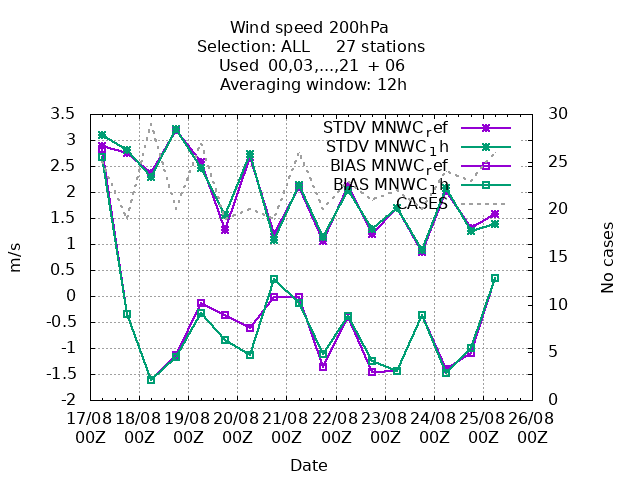 Wind speed 200hPa
Selection: ALL 27 stations
Used 00,03,...,21 + 06
Averaging window: 12h
STDV MNWC_ref
STDV MNWC_1h
BIAS MNWC_ref
BIAS MNWC_1h
CASES
3.5
3
2.5
2
1.5
1
0.5
0
-0.5
-1
-1.5
-2
m/s
30
25
20
15
10
5
0
No cases
17/08 18/08 19/08 20/08 21/08 22/08 23/08 24/08 25/08 26/08
00Z 00Z 00Z 00Z 00Z 00Z 00Z 00Z 00Z 00Z
Date